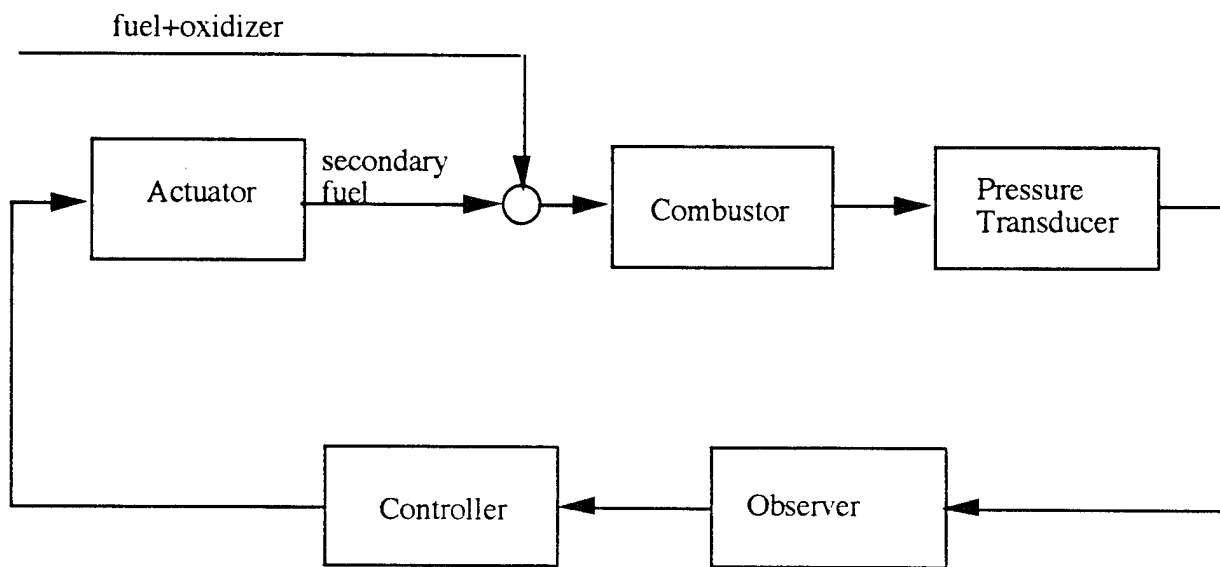 fuel+oxidizer
Actuator
secondary
fuel
Combustor
Pressure
Transducer
Controller
Observer